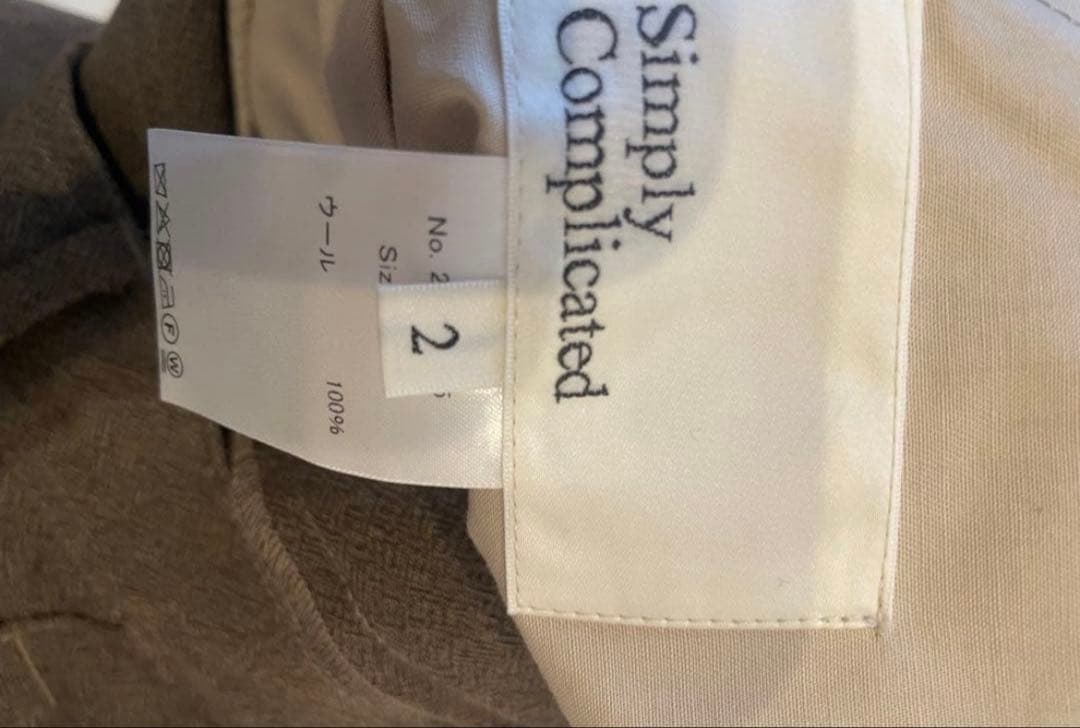 Simply
Complicated
2
No. 2
Siz
ウール 100%
F W